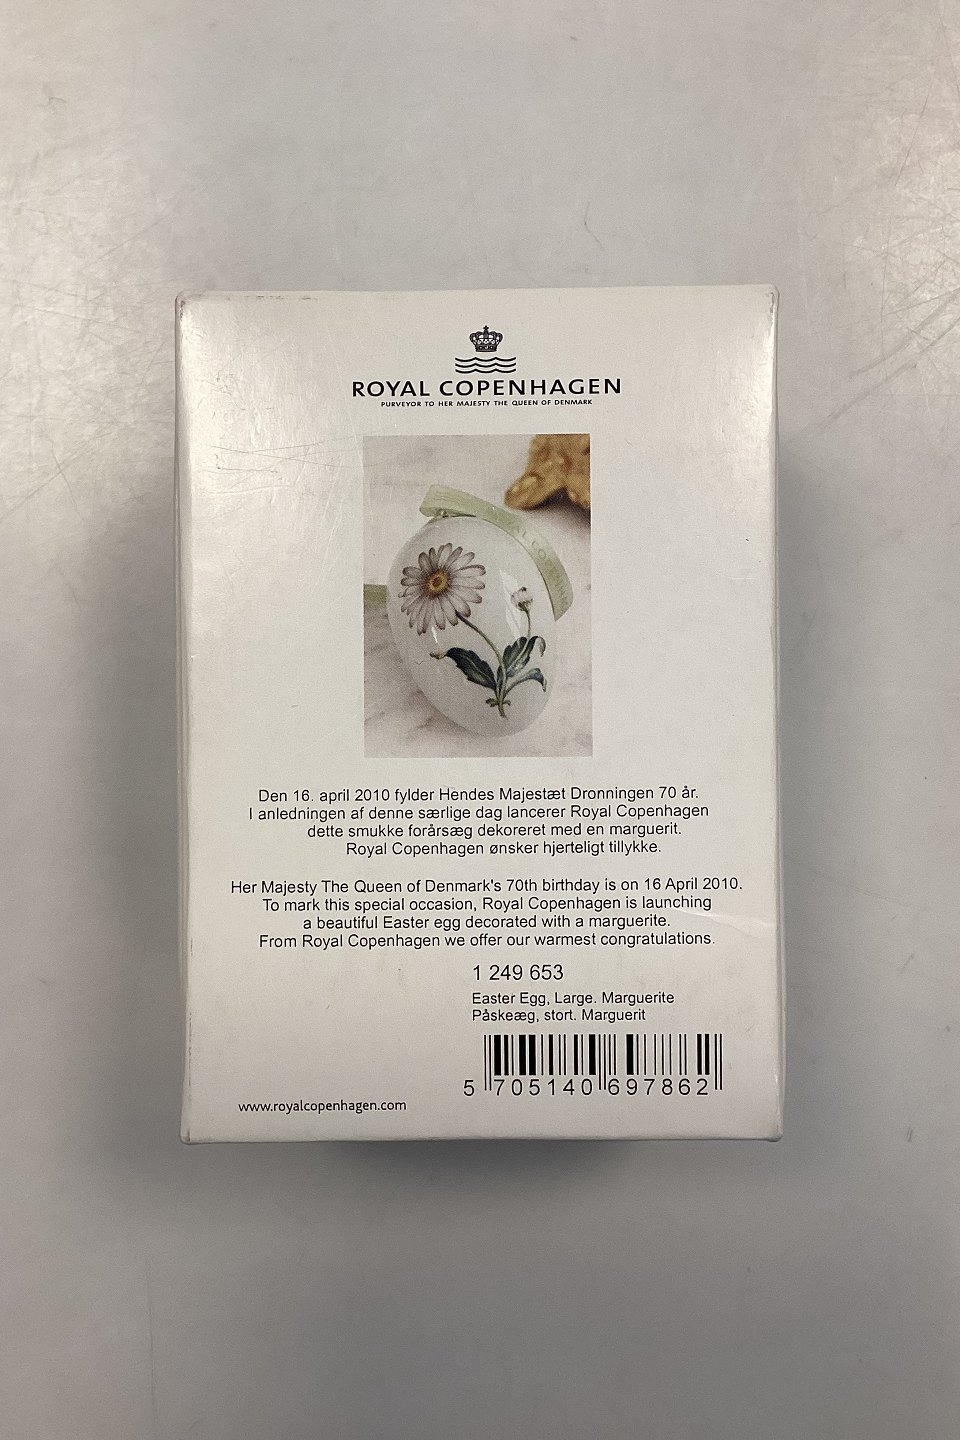 ROYAL COPENHAGEN
PURVEYOR TO HER MAJESTY THE QUEEN OF DENMARK
Den 16. april 2010 fylder Hendes Majestæt Dronningen 70 år.
I anledningen af denne særlige dag lancerer Royal Copenhagen
dette smukke forårsæg dekoreret med en marguerit.
Royal Copenhagen ønsker hjerteligt tillykke.
Her Majesty The Queen of Denmark's 70th birthday is on 16 April 2010.
To mark this special occasion, Royal Copenhagen is launching
a beautiful Easter egg decorated with a marguerite.
From Royal Copenhagen we offer our warmest congratulations.
1 249 653
Easter Egg, Large. Marguerite
Påskeæg, stort. Marguerit
5 705140 697862
www.royalcopenhagen.com